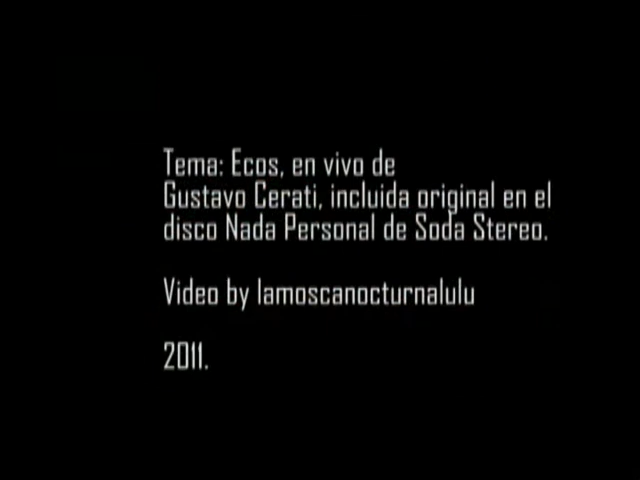 Tema: Ecos, en vivo de
Gustavo Cerati, incluida original en el
disco Nada Personal de Soda Stereo.
Video by lamoscanocturnalulu
2011.